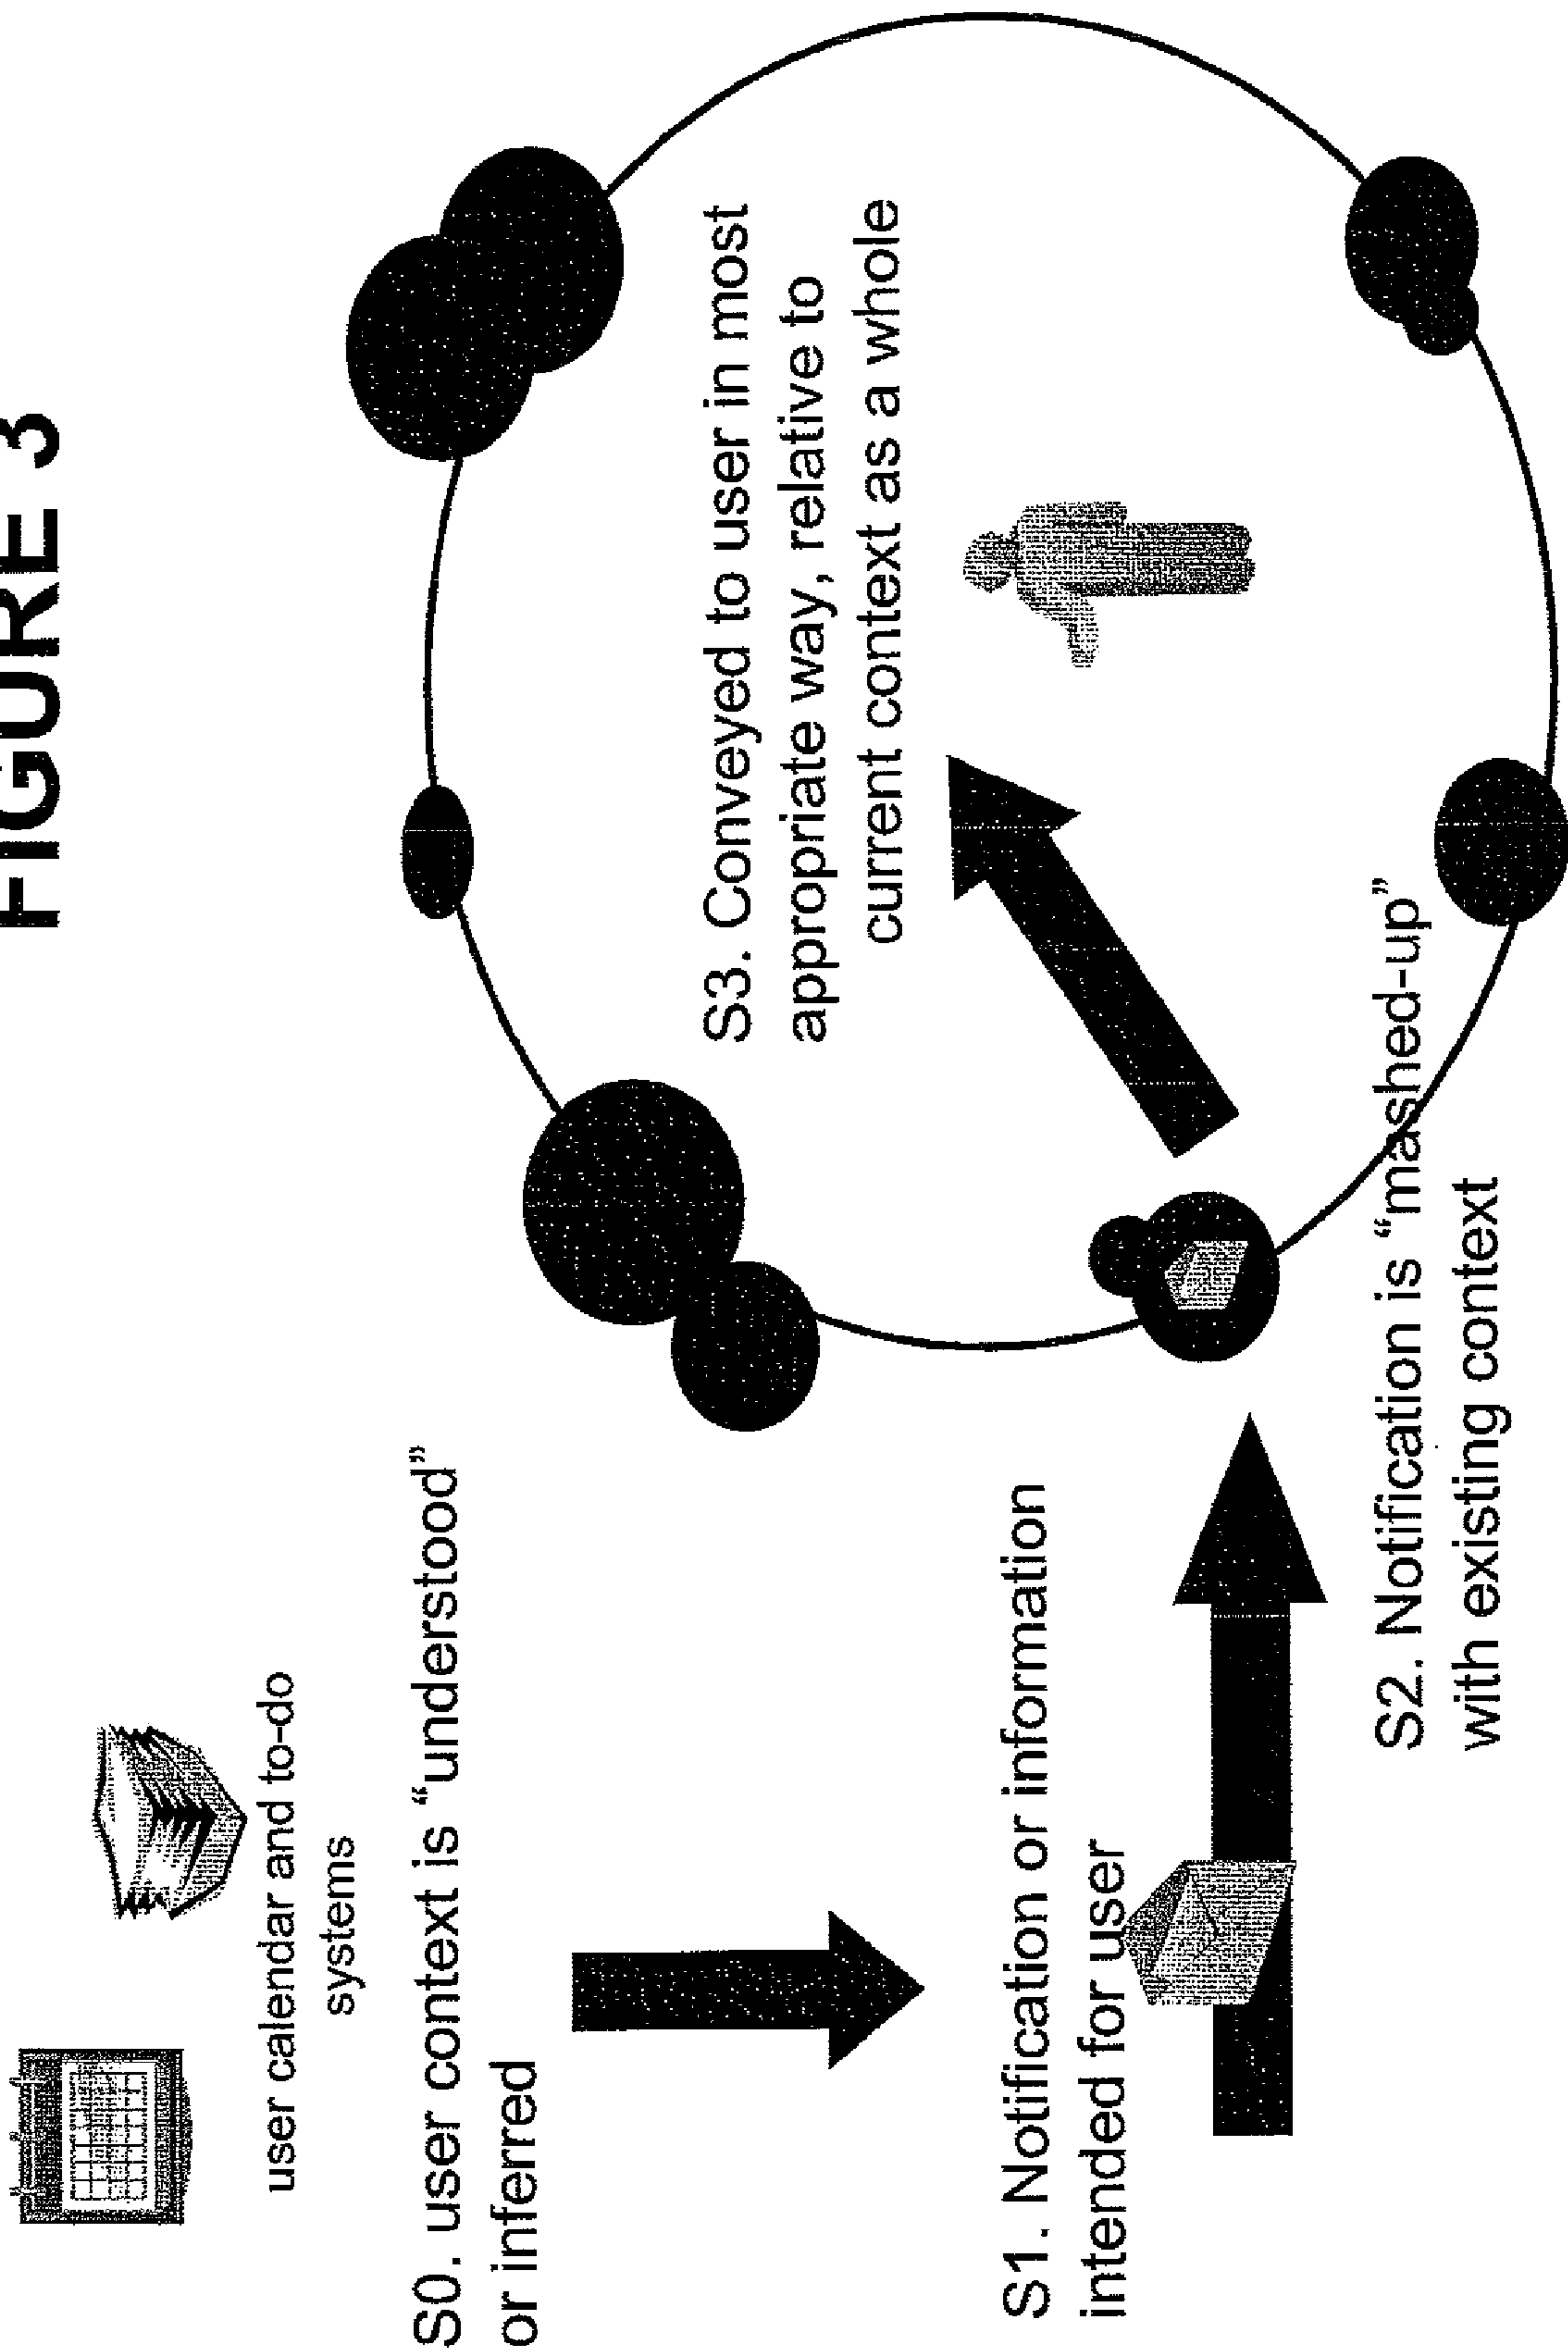 FIGURE 3
user calendar and to-do
systems
S0. user context is “understood”
or inferred
S1. Notification or information
intended for user
S2. Notification is “mashed-up”
with existing context
S3. Conveyed to user in most
appropriate way, relative to
current context as a whole